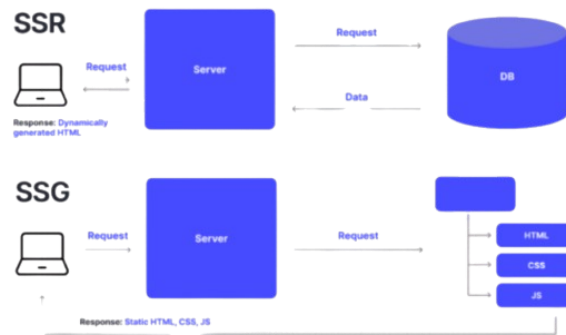 SSR
Request
Server
Request
Data
DB
Response: Dynamically
generated HTML
SSG
Request
Server
Request
HTML
CSS
JS
Response: Static HTML, CSS, JS